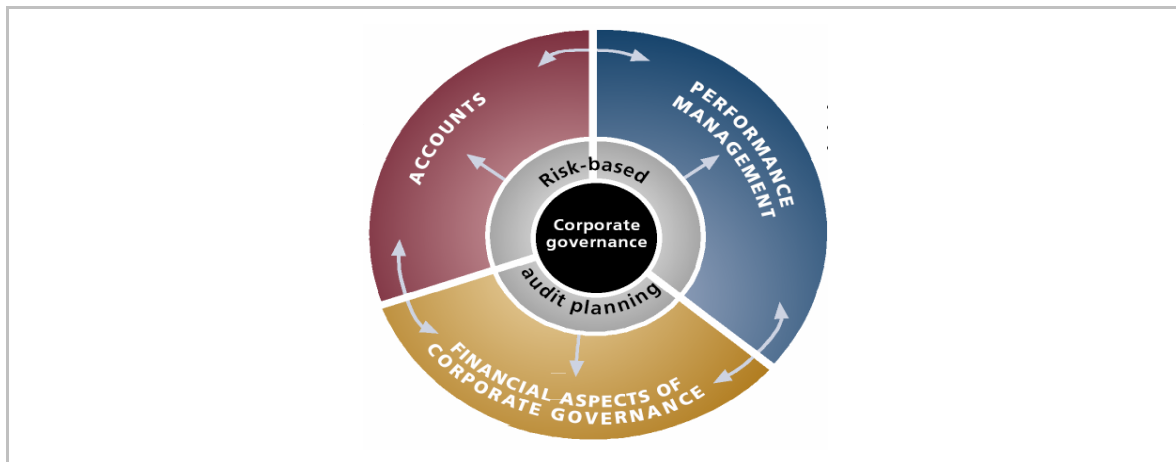 ACCOUNTS
PERFORMANCE
MANAGEMENT
Risk-based
Corporate
governance
audit planning
FINANCIAL ASPECTS OF
CORPORATE GOVERNANCE